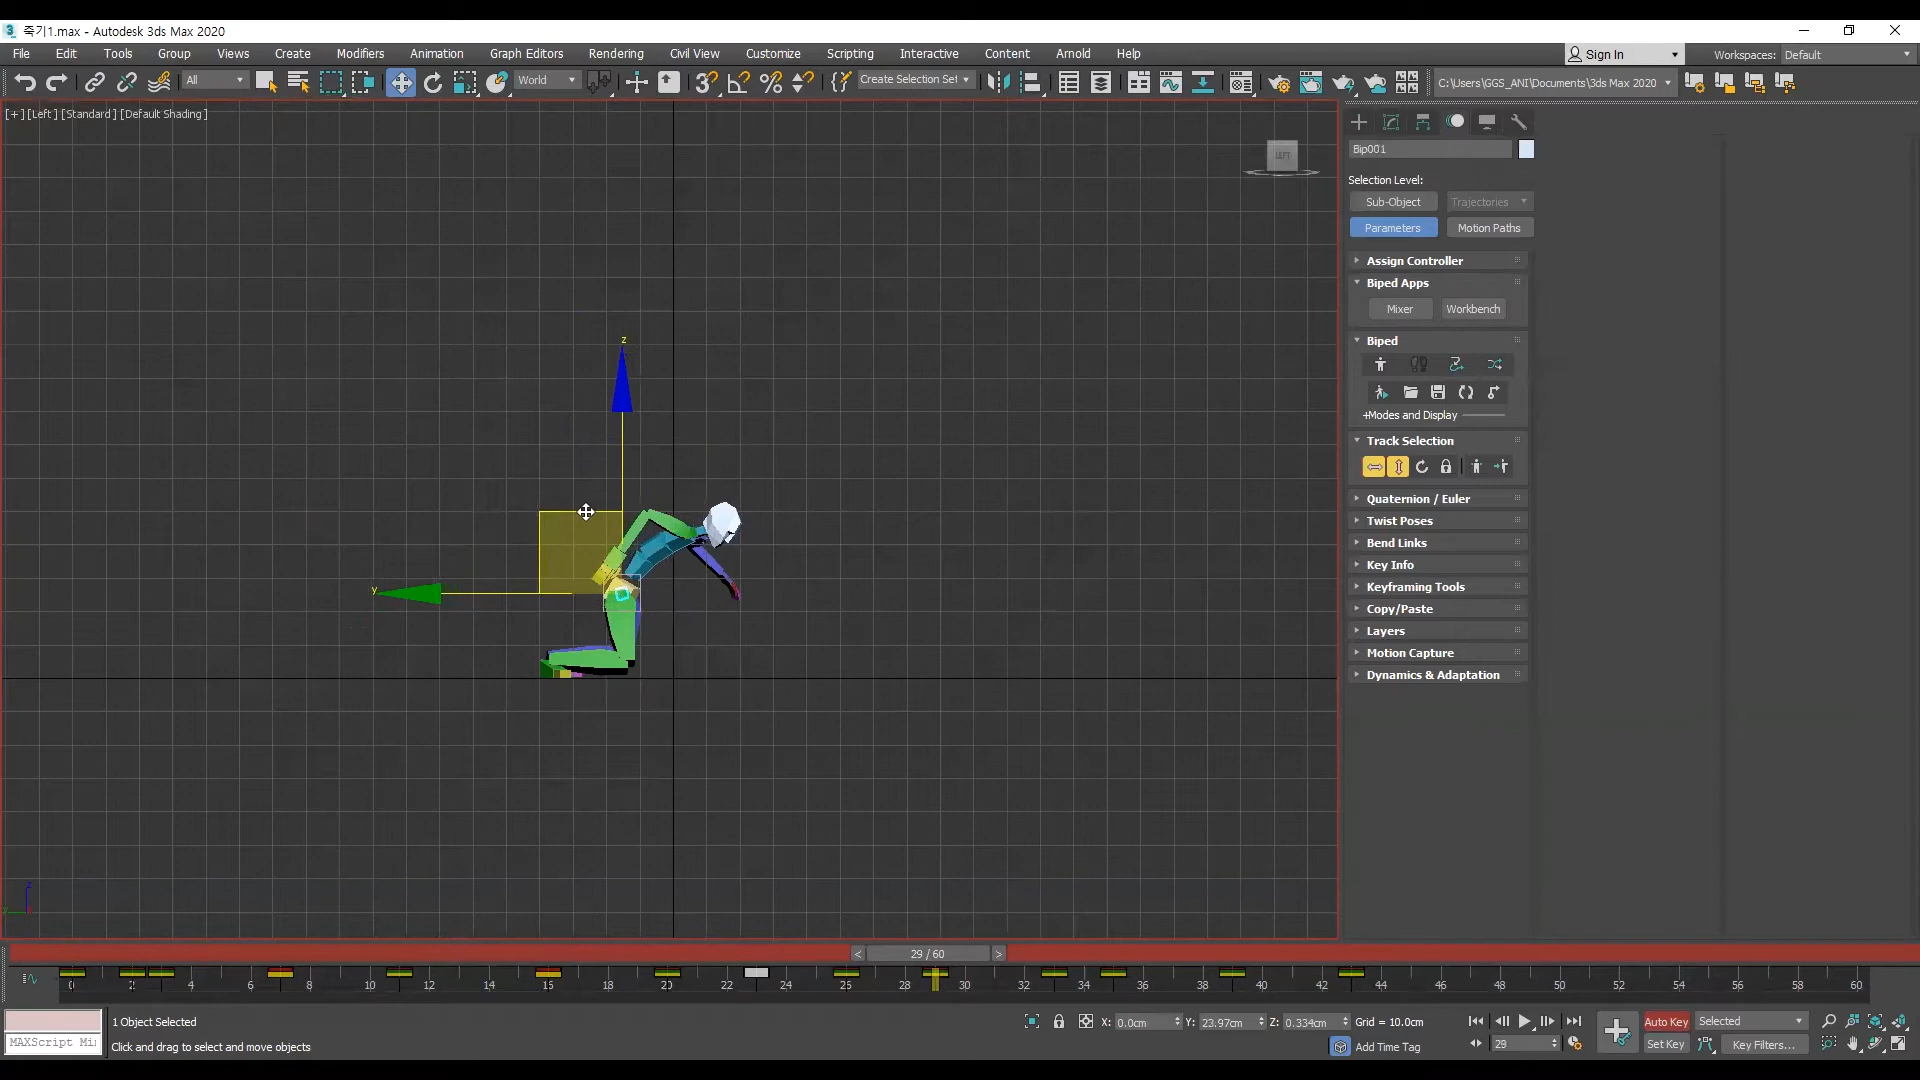 죽기1.max - Autodesk 3ds Max 2020
File Edit Tools Group Views Create Modifiers Animation Graph Editors Rendering Civil View Customize Scripting Interactive Content Arnold Help
Sign In
Workspaces: Default
All
World
Create Selection Set
C:\Users\GGS_ANI\Documents\3ds Max 2020
[+] [Left] [Standard] [Default Shading]
LEFT
Bip001
Selection Level:
Sub-Object Trajectories
Parameters Motion Paths
Assign Controller
Biped Apps
Mixer Workbench
Biped
+Modes and Display
Track Selection
Quaternion / Euler
Twist Poses
Bend Links
Key Info
Keyframing Tools
Copy/Paste
Layers
Motion Capture
Dynamics & Adaptation
z
y
z
y
< 29 / 60 >
0 2 4 6 8 10 12 14 16 18 20 22 24 26 28 30 32 34 36 38 40 42 44 46 48 50 52 54 56 58 60
1 Object Selected
X: 0.0cm Y: 23.97cm Z: 0.334cm Grid = 10.0cm
Auto Key Selected
MAXScript Mi
Click and drag to select and move objects
Add Time Tag
29
Set Key
Key Filters...